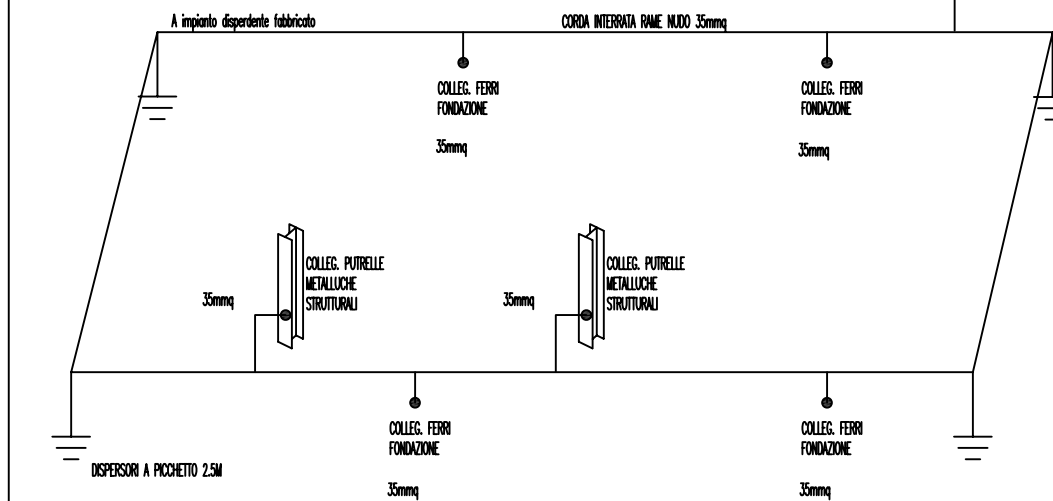 A impianto disperdente fabbricato
CORDA INTERRATA RAME NUDO 35mmq
COLLEG. FERRI
FONDAZIONE
35mmq
COLLEG. FERRI
FONDAZIONE
35mmq
COLLEG. PUTRELLE
METALLUCHE
STRUTTURALI
35mmq
COLLEG. PUTRELLE
METALLUCHE
STRUTTURALI
35mmq
COLLEG. FERRI
FONDAZIONE
35mmq
COLLEG. FERRI
FONDAZIONE
35mmq
DISPERSORI A PICCHETTO 2.5M